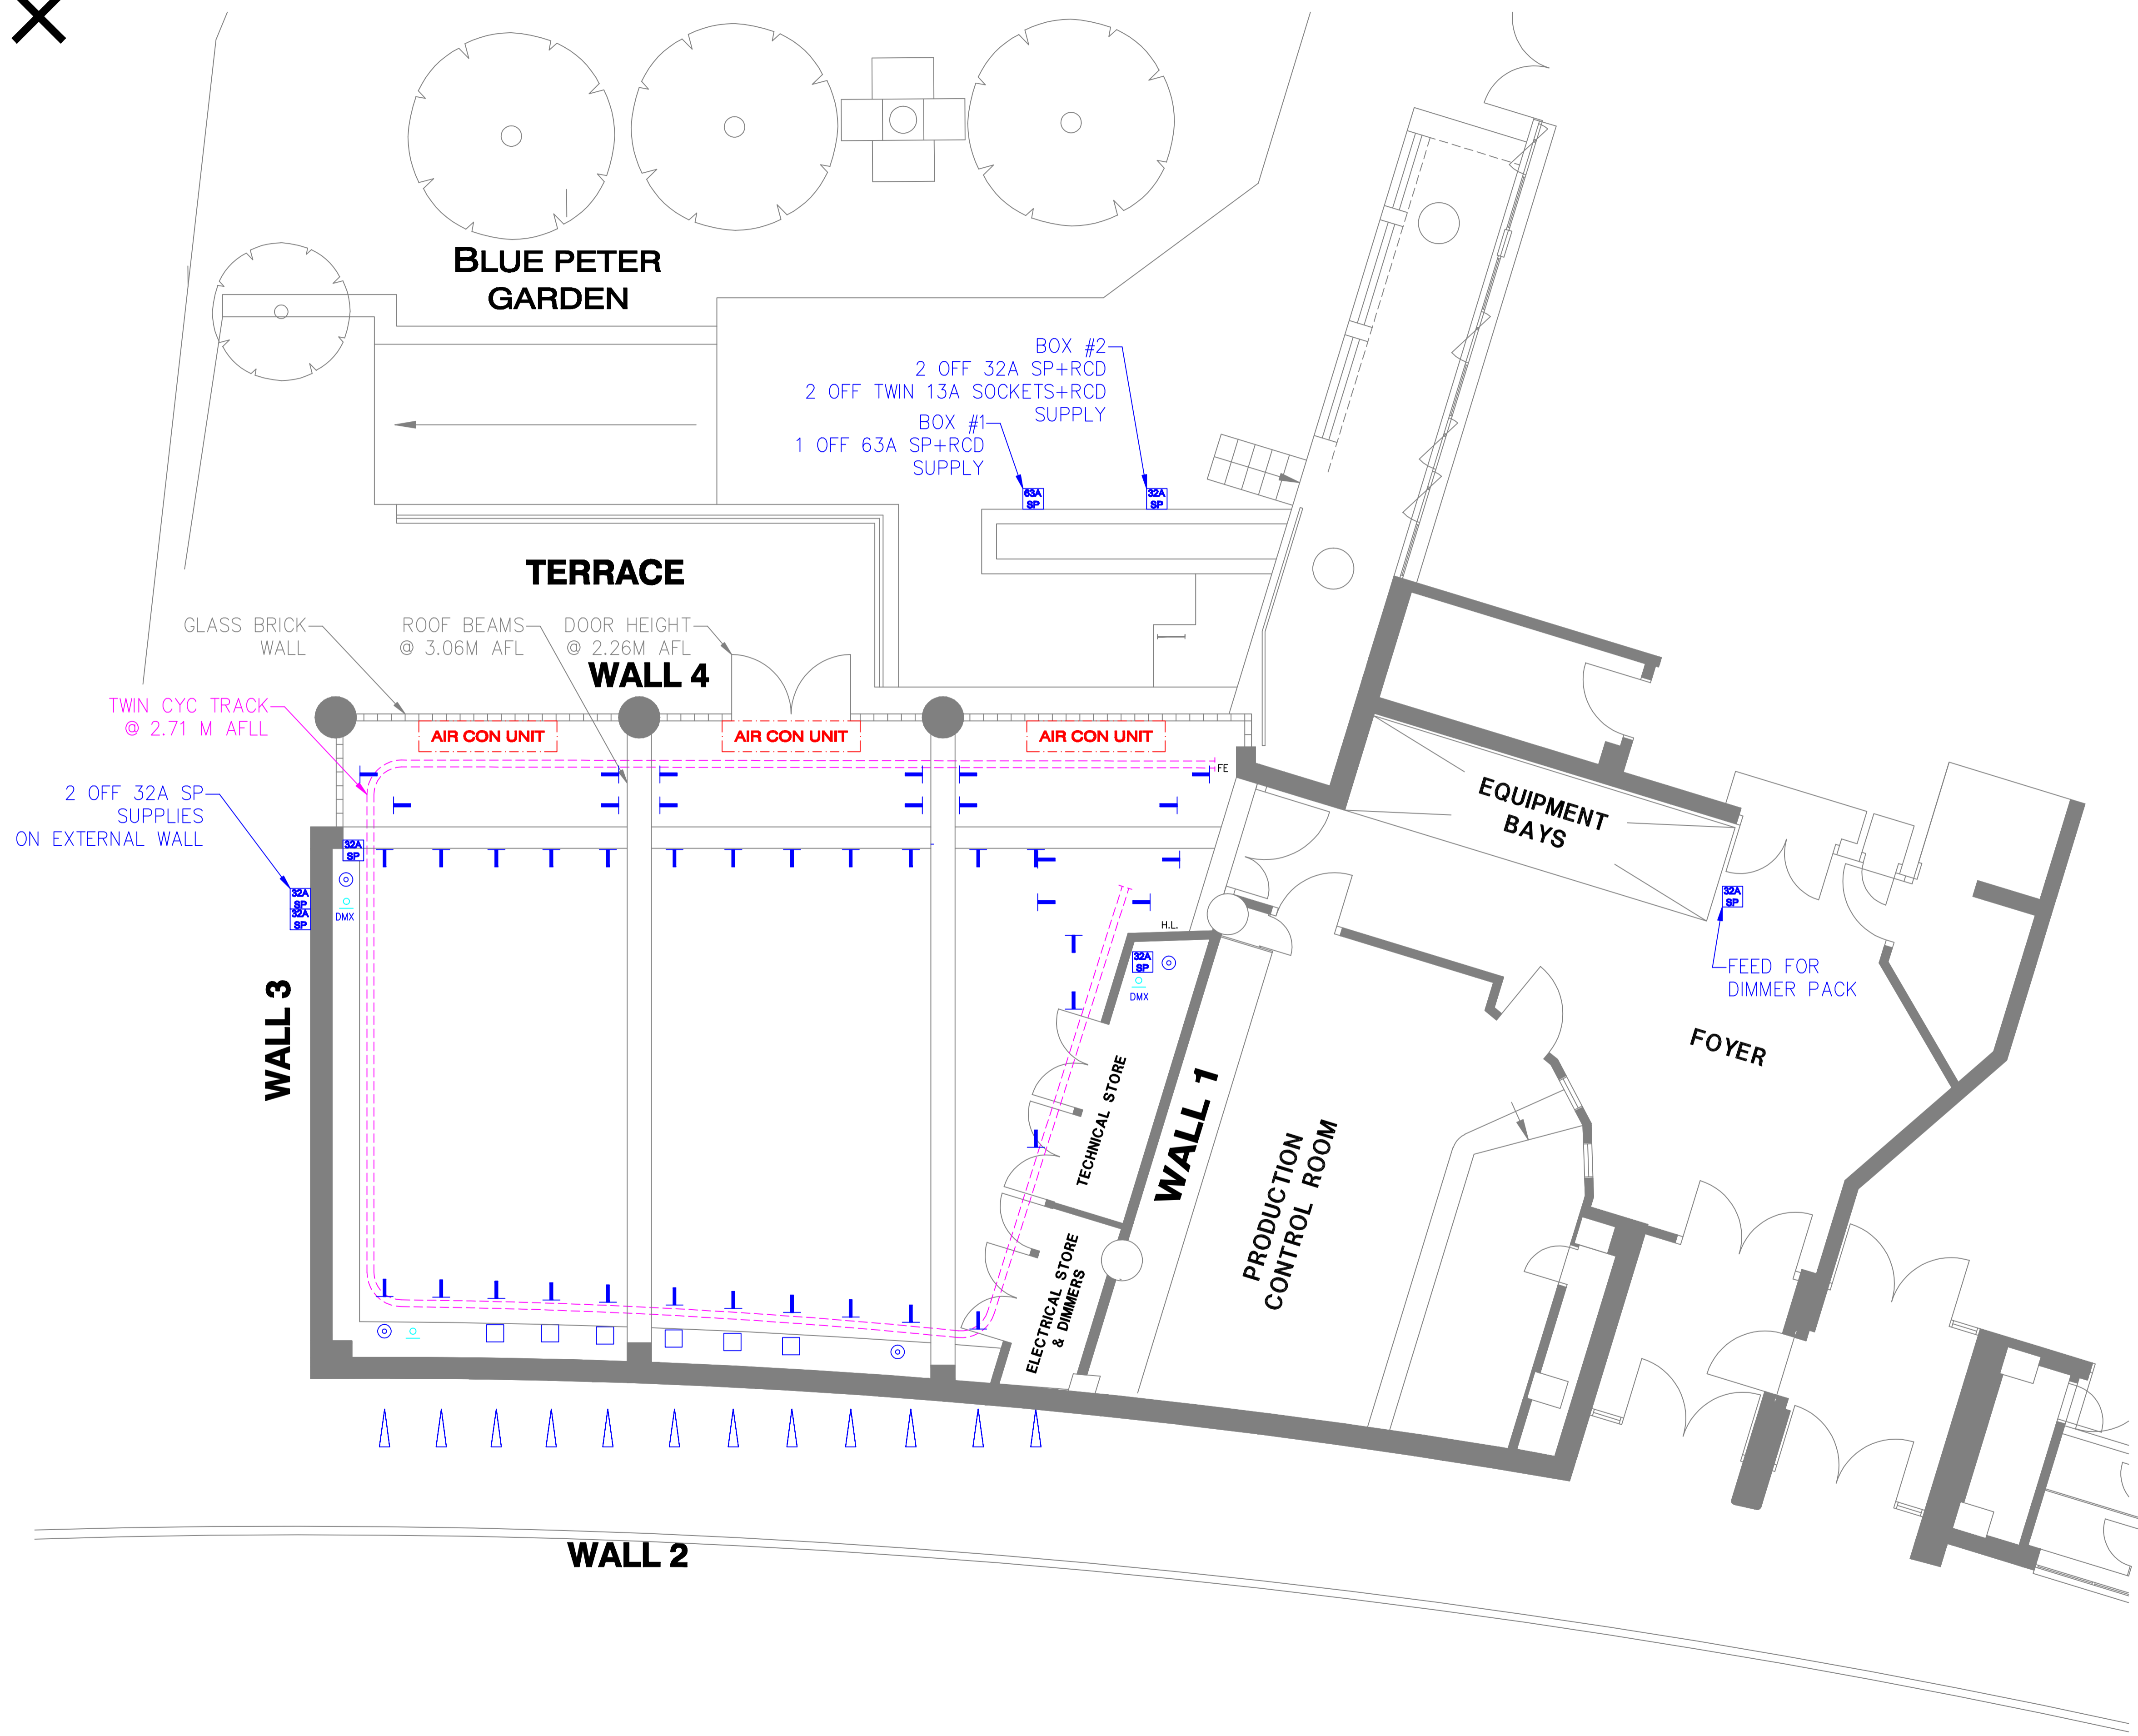 BLUE PETER
GARDEN
BOX #2
2 OFF 32A SP+RCD
2 OFF TWIN 13A SOCKETS+RCD
SUPPLY
BOX #1
1 OFF 63A SP+RCD
SUPPLY
63A
SP
32A
SP
TERRACE
GLASS BRICK
WALL
ROOF BEAMS
@ 3.06M AFL
DOOR HEIGHT
@ 2.26M AFL
WALL 4
TWIN CYC TRACK
@ 2.71 M AFLL
AIR CON UNIT
AIR CON UNIT
AIR CON UNIT
FE
2 OFF 32A SP
SUPPLIES
ON EXTERNAL WALL
EQUIPMENT
BAYS
32A
SP
32A
SP
32A
SP
DMX
32A
SP
H.L.
32A
SP
DMX
FEED FOR
DIMMER PACK
FOYER
WALL 3
TECHNICAL STORE
WALL 1
PRODUCTION
CONTROL ROOM
ELECTRICAL STORE
& DIMMERS
WALL 2